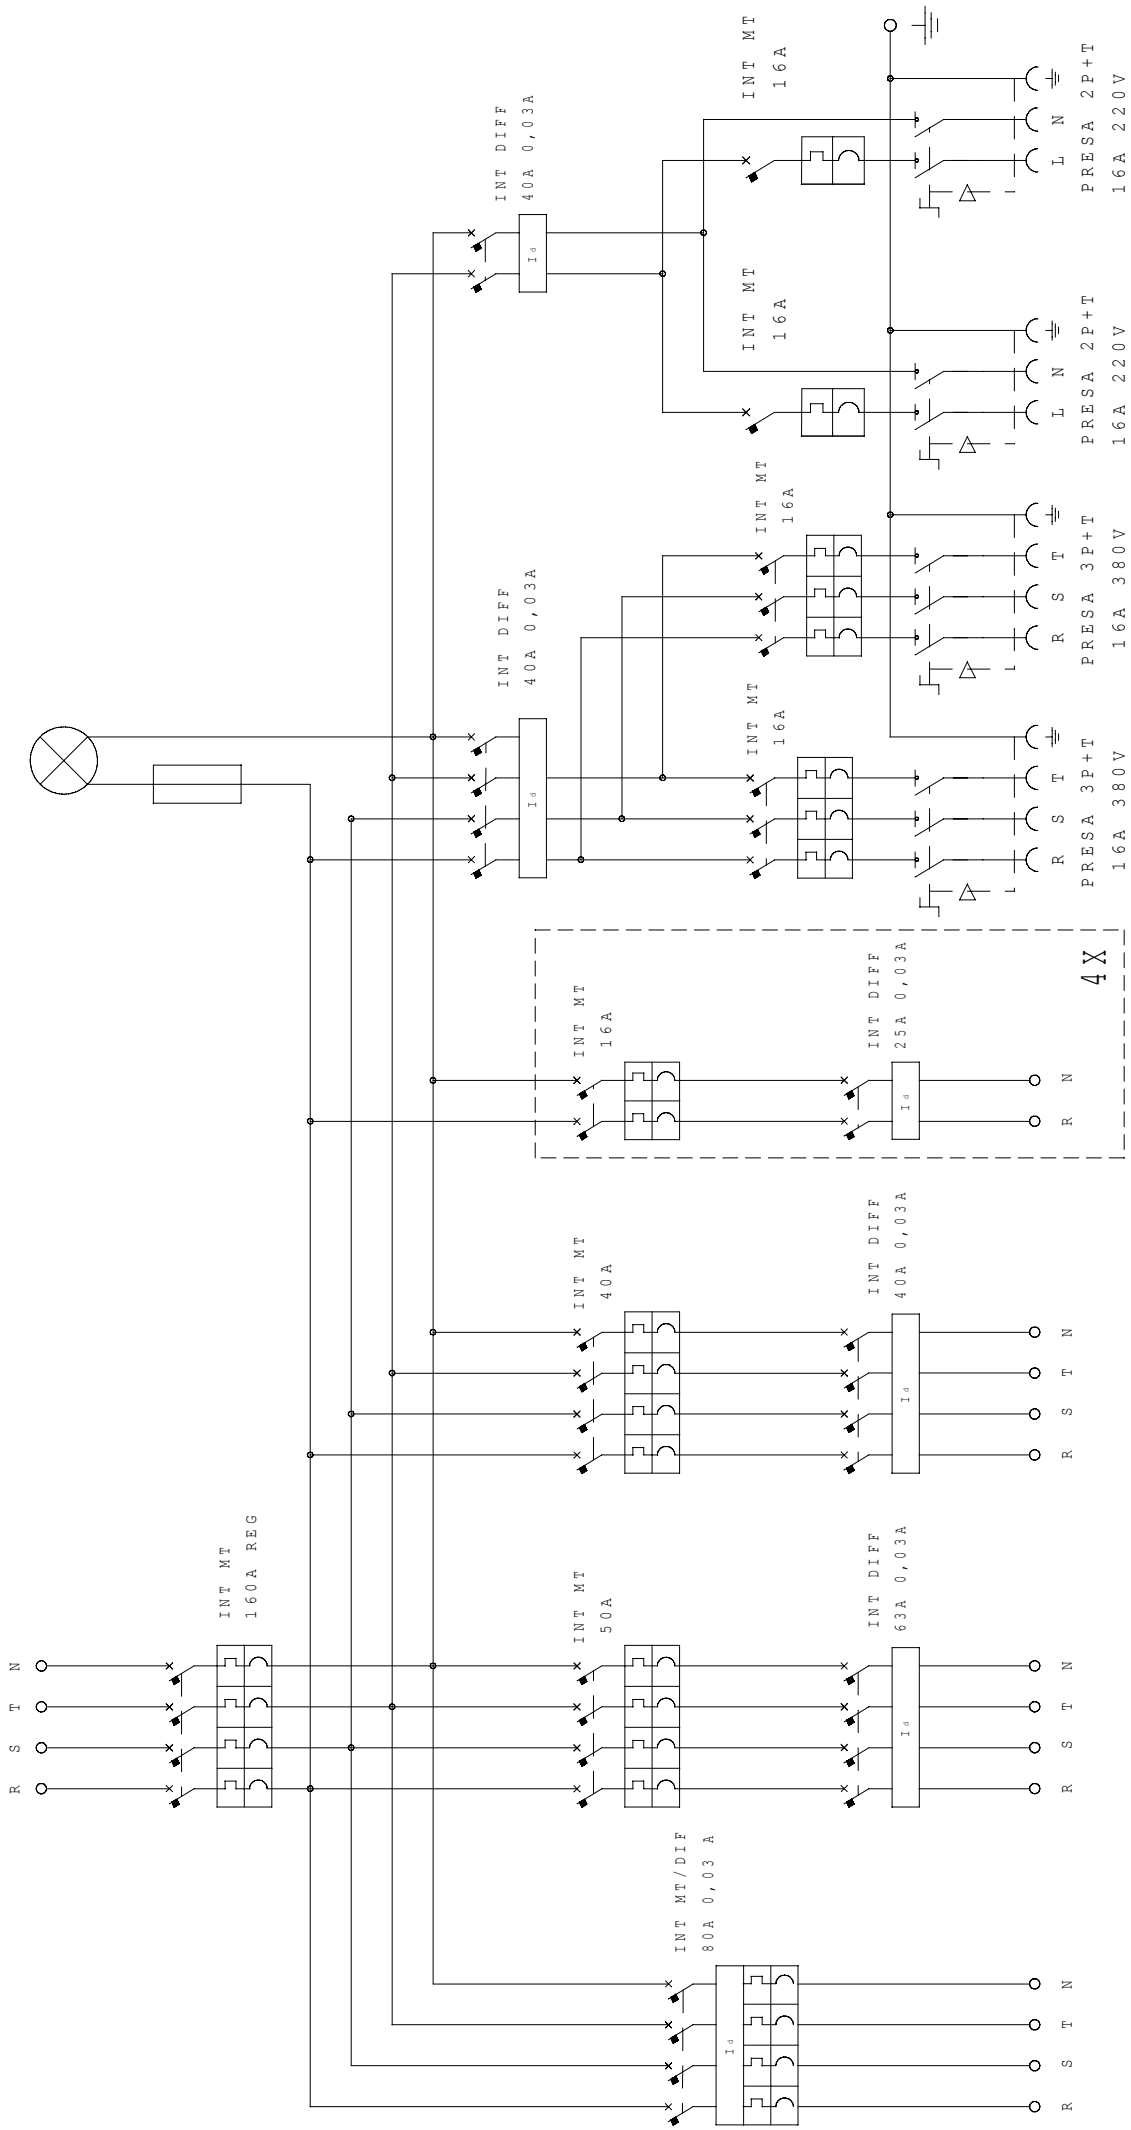 R S T N
INT MT
160A REG
INT MT/DIF
80A 0,03 A
Id
R S T N
INT MT
50A
INT DIFF
63A 0,03A
Id
R S T N
INT MT
40A
INT DIFF
40A 0,03A
Id
R S T N
INT MT
16A
INT DIFF
25A 0,03A
Id
R N
4X
INT DIFF
40A 0,03A
Id
INT MT
16A
R S T
PRESA 3P+T
16A 380V
INT MT
16A
R S T
PRESA 3P+T
16A 380V
INT DIFF
40A 0,03A
Id
INT MT
16A
L N
PRESA 2P+T
16A 220V
INT MT
16A
L N
PRESA 2P+T
16A 220V